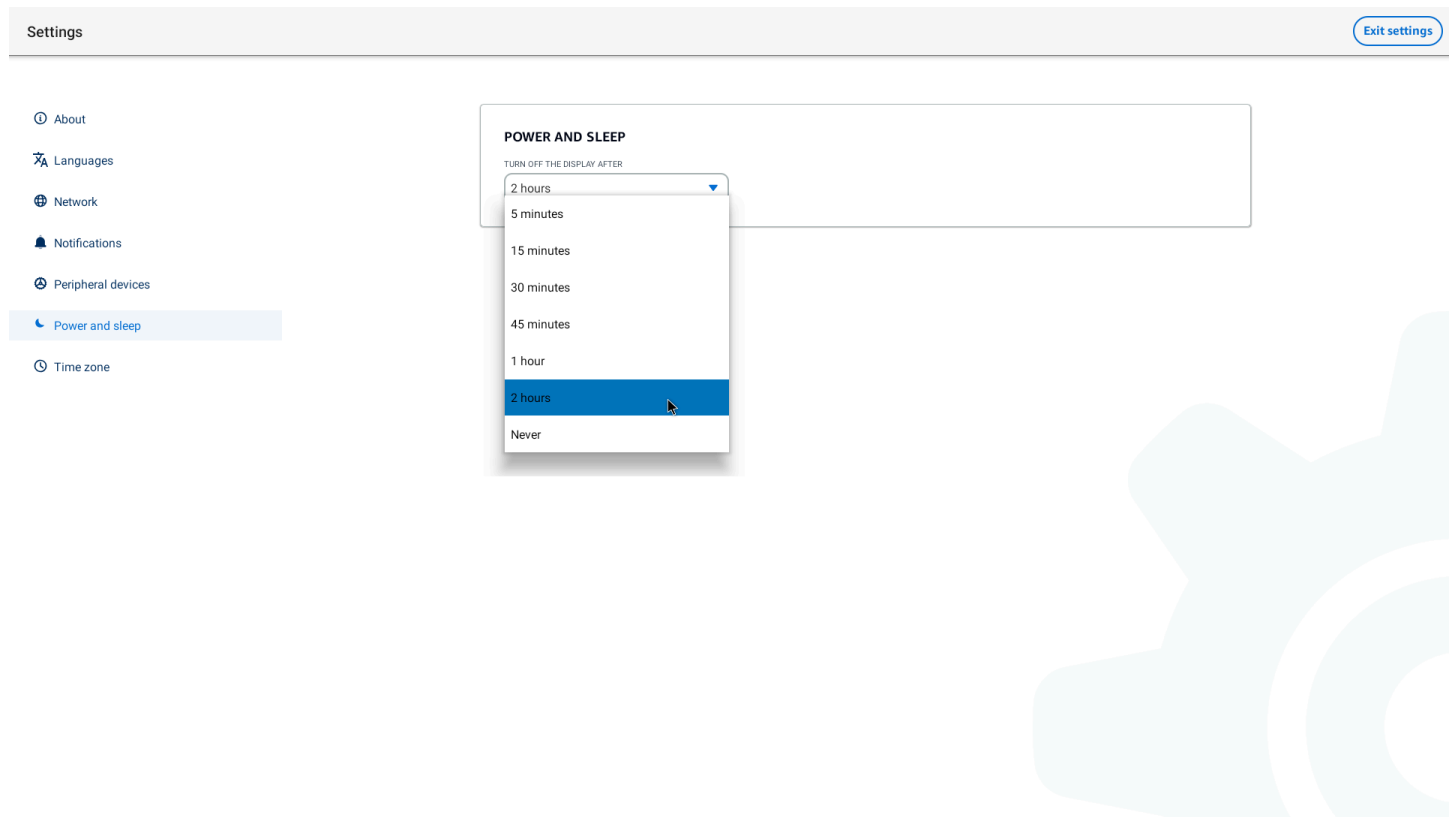 Settings
Exit settings
About
Languages
Network
Notifications
Peripheral devices
Power and sleep
Time zone
POWER AND SLEEP
TURN OFF THE DISPLAY AFTER
2 hours
5 minutes
15 minutes
30 minutes
45 minutes
1 hour
2 hours
Never